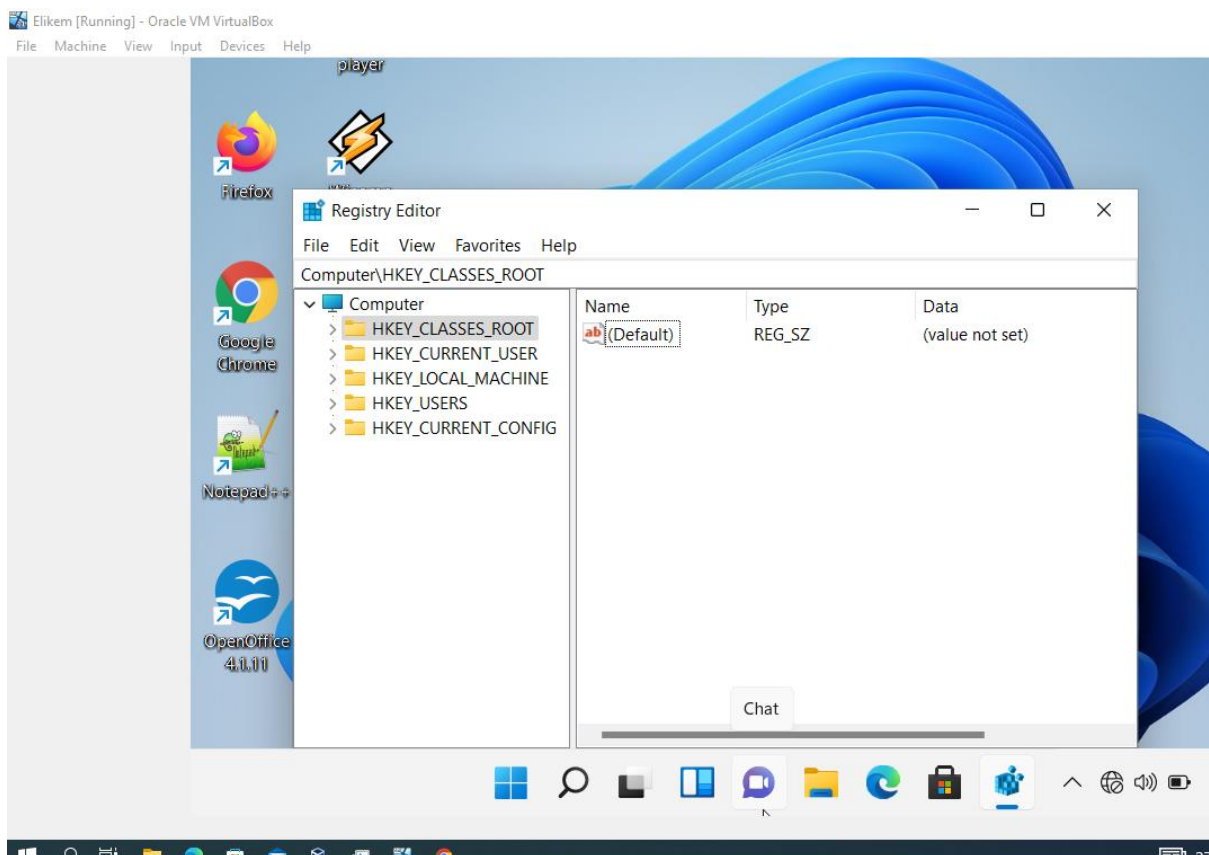 Elikem [Running] - Oracle VM VirtualBox
File Machine View Input Devices Help
player
Firefox
Registry Editor
File Edit View Favorites Help
Computer\HKEY_CLASSES_ROOT
Computer
HKEY_CLASSES_ROOT
HKEY_CURRENT_USER
HKEY_LOCAL_MACHINE
HKEY_USERS
HKEY_CURRENT_CONFIG
Name Type Data
ab (Default) REG_SZ (value not set)
Google
Chrome
Notepad++
OpenOffice
4.1.11
Chat